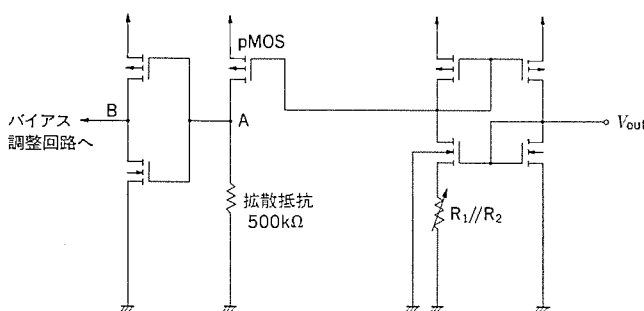 pMOS
B
A
バイアス
調整回路へ
Vout
拡散抵抗
500kΩ
R1//R2